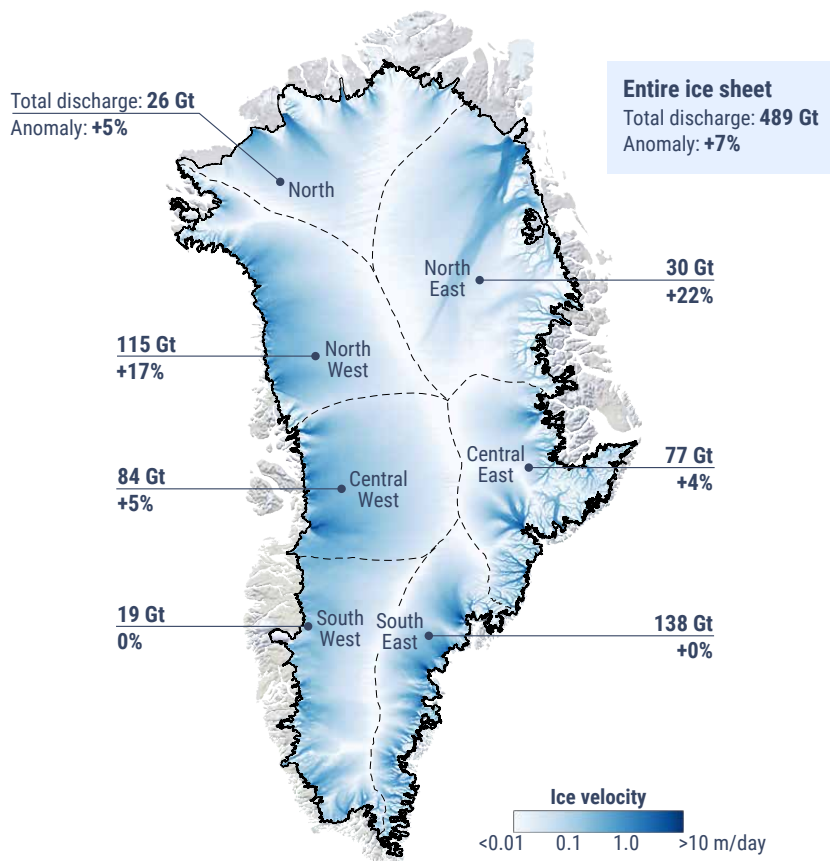 Total discharge: 26 Gt
Anomaly: +5%
Entire ice sheet
Total discharge: 489 Gt
Anomaly: +7%
North
North
East
30 Gt
+22%
115 Gt
+17%
North
West
84 Gt
+5%
Central
West
Central
East
77 Gt
+4%
19 Gt
0%
South
West
South
East
138 Gt
+0%
Ice velocity
<0.01 0.1 1.0 >10 m/day